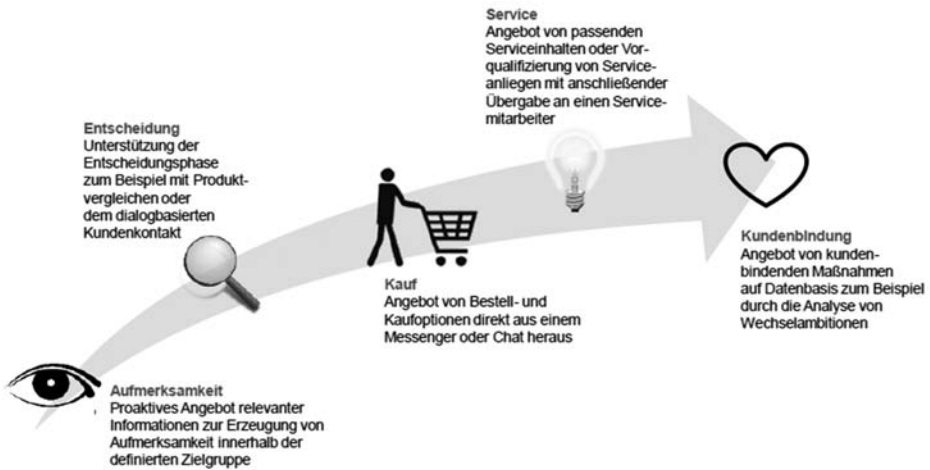 Service
Angebot von passenden
Serviceinhalten oder Vor-
qualifizierung von Service-
anliegen mit anschließender
Übergabe an einen Service-
mitarbeiter
Entscheidung
Unterstützung der
Entscheidungsphase
zum Beispiel mit Produkt-
vergleichen oder
dem dialogbasierten
Kundenkontakt
Kundenbindung
Angebot von kunden-
bindenden Maßnahmen
auf Datenbasis zum Beispiel
durch die Analyse von
Wechselambitionen
Kauf
Angebot von Bestell- und
Kaufoptionen direkt aus einem
Messenger oder Chat heraus
Aufmerksamkeit
Proaktives Angebot relevanter
Informationen zur Erzeugung von
Aufmerksamkeit innerhalb der
definierten Zielgruppe